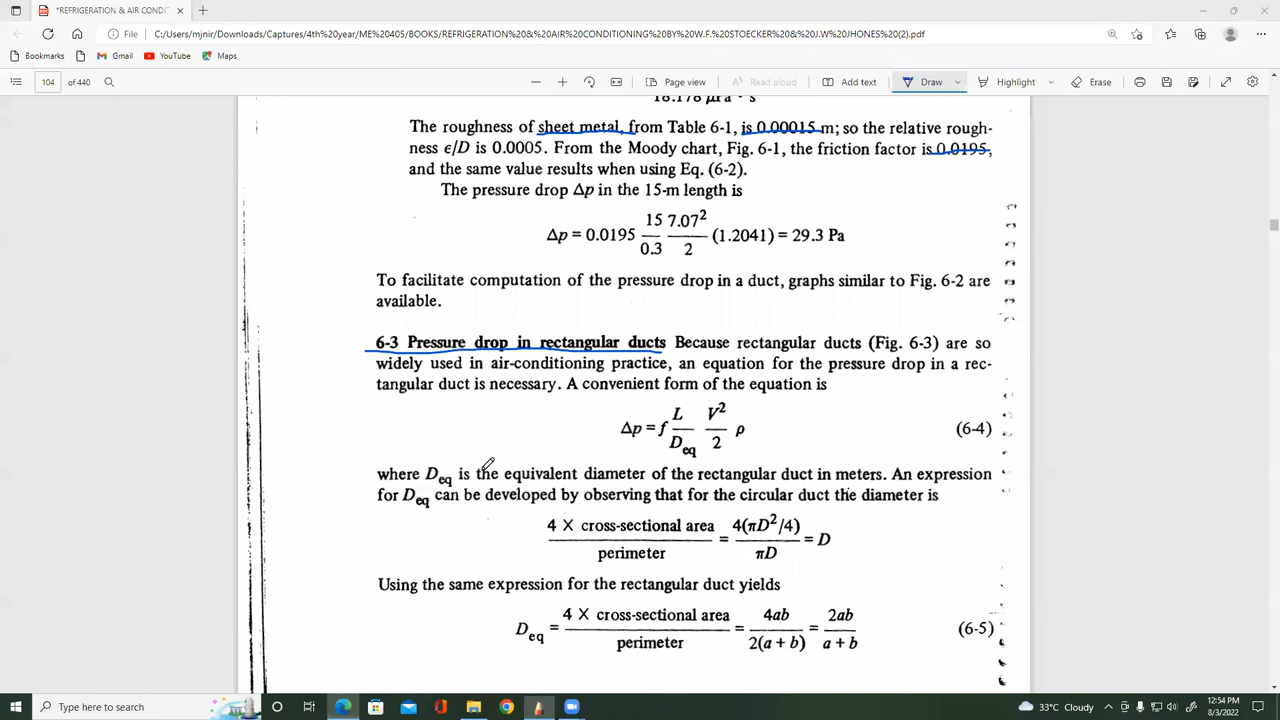 *REFRIGERATION & AIR CONDIT
File
C:/Users/mjnir/Downloads/Captures/4th%20year/ME%20405/BOOKS/REFRIGERATION%20&%20AIR%20CONDITIONING%20BY%20W.F.%20STOECKER%20&%20J.W%20JHONES%20(2).pdf
Bookmarks Gmail YouTube Maps
104 of 440 Page view Read aloud Add text Draw Highlight Erase
The roughness of sheet metal, from Table 6-1, is 0.00015 m; so the relative rough-
ness ϵ/D is 0.0005. From the Moody chart, Fig. 6-1, the friction factor is 0.0195,
and the same value results when using Eq. (6-2).
The pressure drop Δp in the 15-m length is
Δp = 0.0195 15/0.3 7.07²/2 (1.2041) = 29.3 Pa
To facilitate computation of the pressure drop in a duct, graphs similar to Fig. 6-2 are
available.
6-3 Pressure drop in rectangular ducts Because rectangular ducts (Fig. 6-3) are so
widely used in air-conditioning practice, an equation for the pressure drop in a rec-
tangular duct is necessary. A convenient form of the equation is
Δp = f L/Deq V²/2 ρ (6-4)
where Deq is the equivalent diameter of the rectangular duct in meters. An expression
for Deq can be developed by observing that for the circular duct the diameter is
4 X cross-sectional area/perimeter = 4(πD²/4)/πD = D
Using the same expression for the rectangular duct yields
Deq = 4 X cross-sectional area/perimeter = 4ab/2(a + b) = 2ab/a + b (6-5)
Type here to search
33°C Cloudy
12:54 PM
8/3/2022